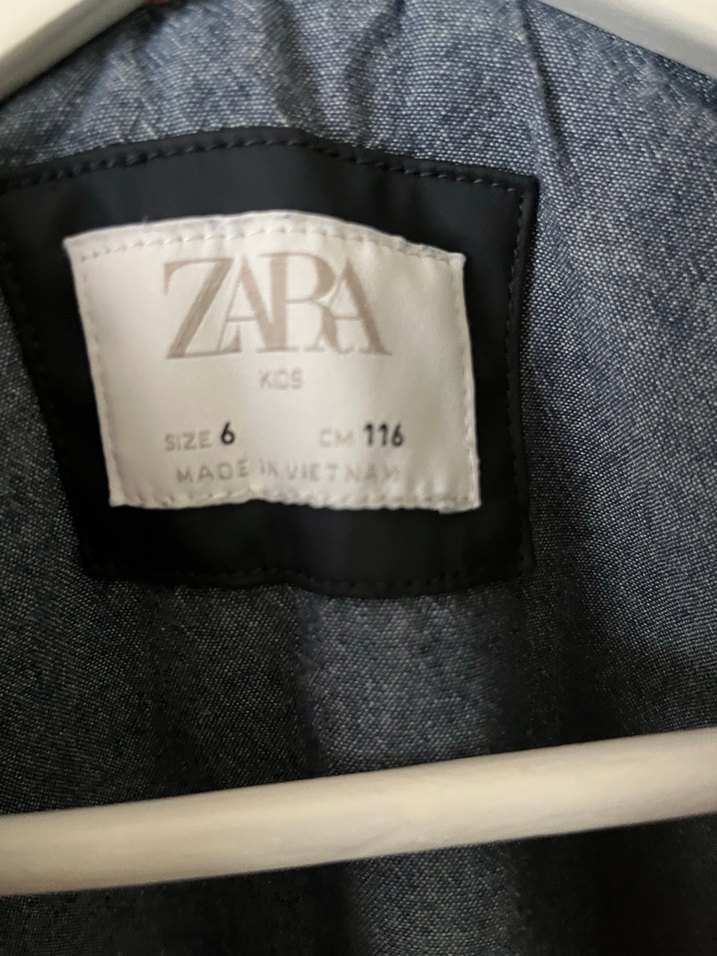 ZARA
KIDS
SIZE 6 CM 116
MADE IN VIETNAM